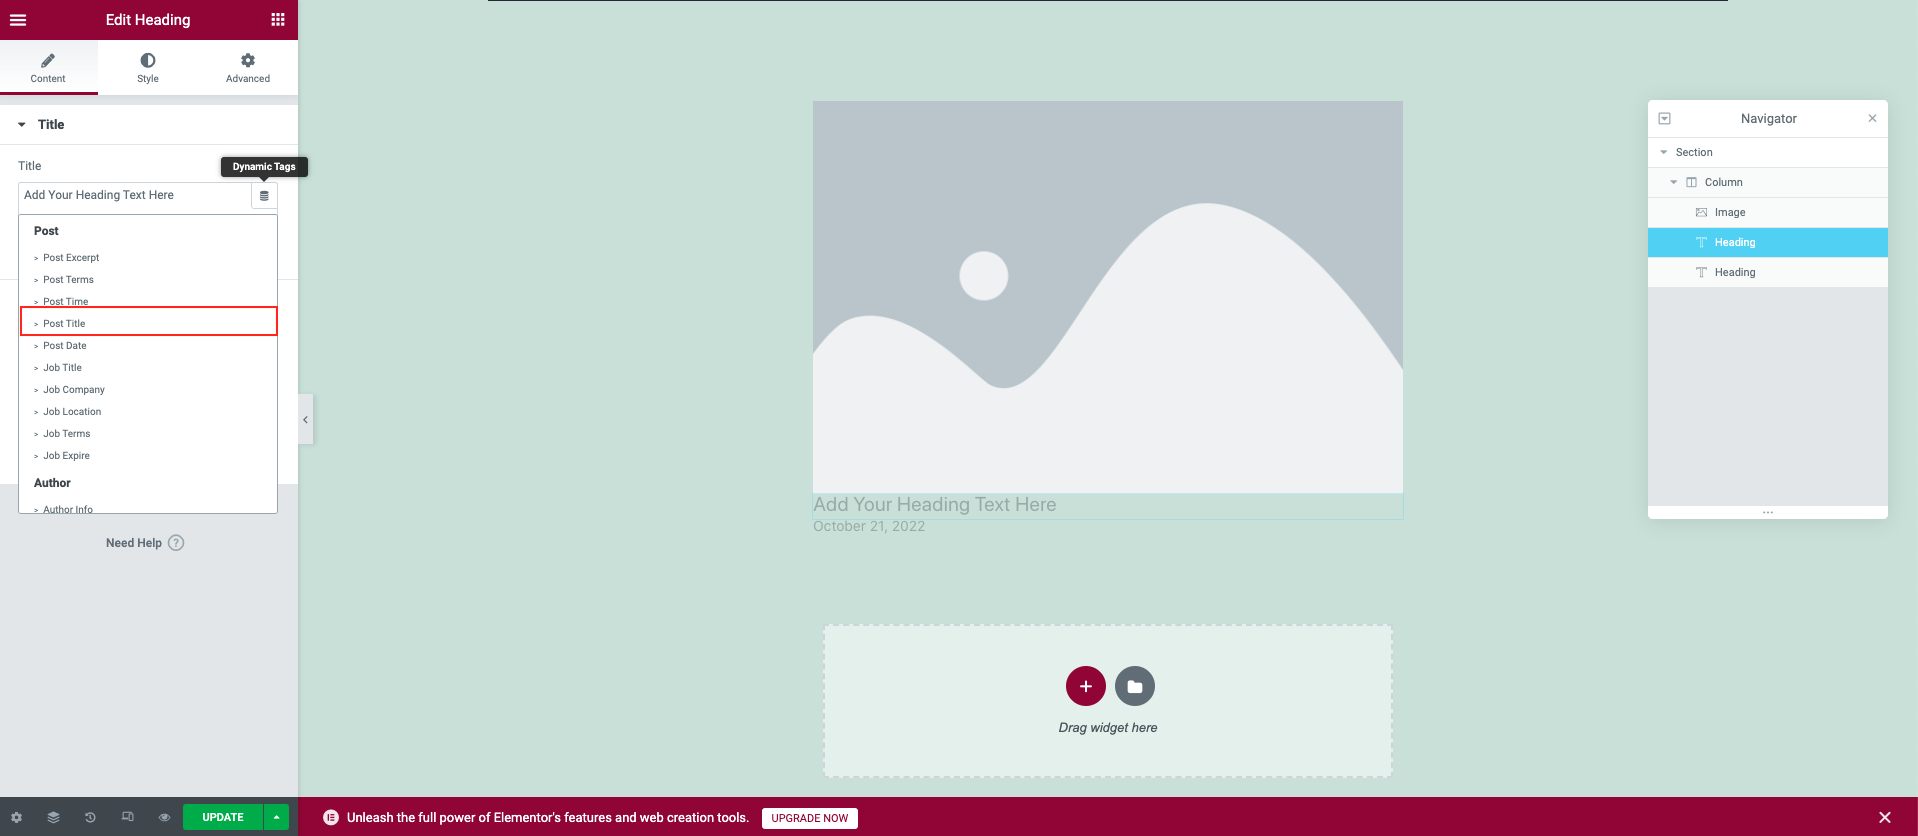 Edit Heading
Content
Style
Advanced
Title
Title
Dynamic Tags
Add Your Heading Text Here
Post
> Post Excerpt
> Post Terms
> Post Time
> Post Title
> Post Date
> Job Title
> Job Company
> Job Location
> Job Terms
> Job Expire
Author
> Author Info
Need Help ?
UPDATE
Add Your Heading Text Here
October 21, 2022
Drag widget here
Navigator
Section
Column
Image
Heading
Heading
Unleash the full power of Elementor's features and web creation tools.
UPGRADE NOW